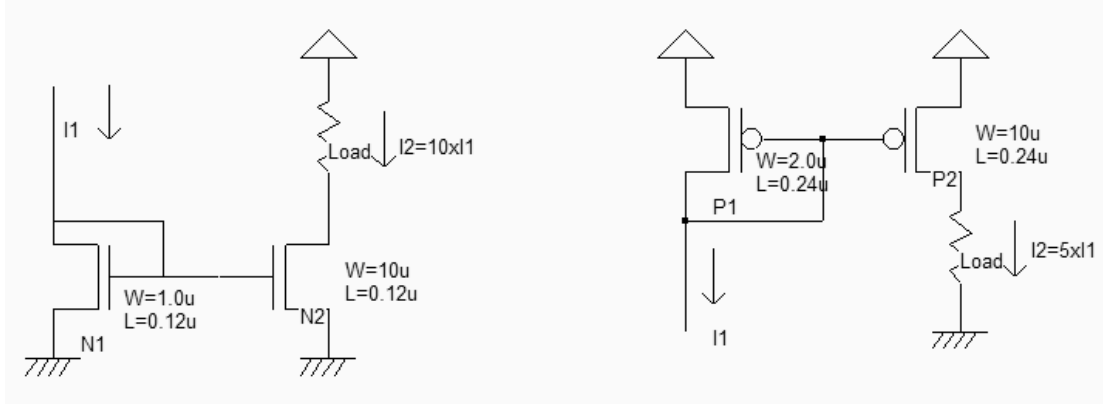 I1
Load
I2=10xI1
W=1.0u
L=0.12u
N1
W=10u
L=0.12u
N2
W=2.0u
L=0.24u
P1
I1
W=10u
L=0.24u
P2
Load
I2=5xI1